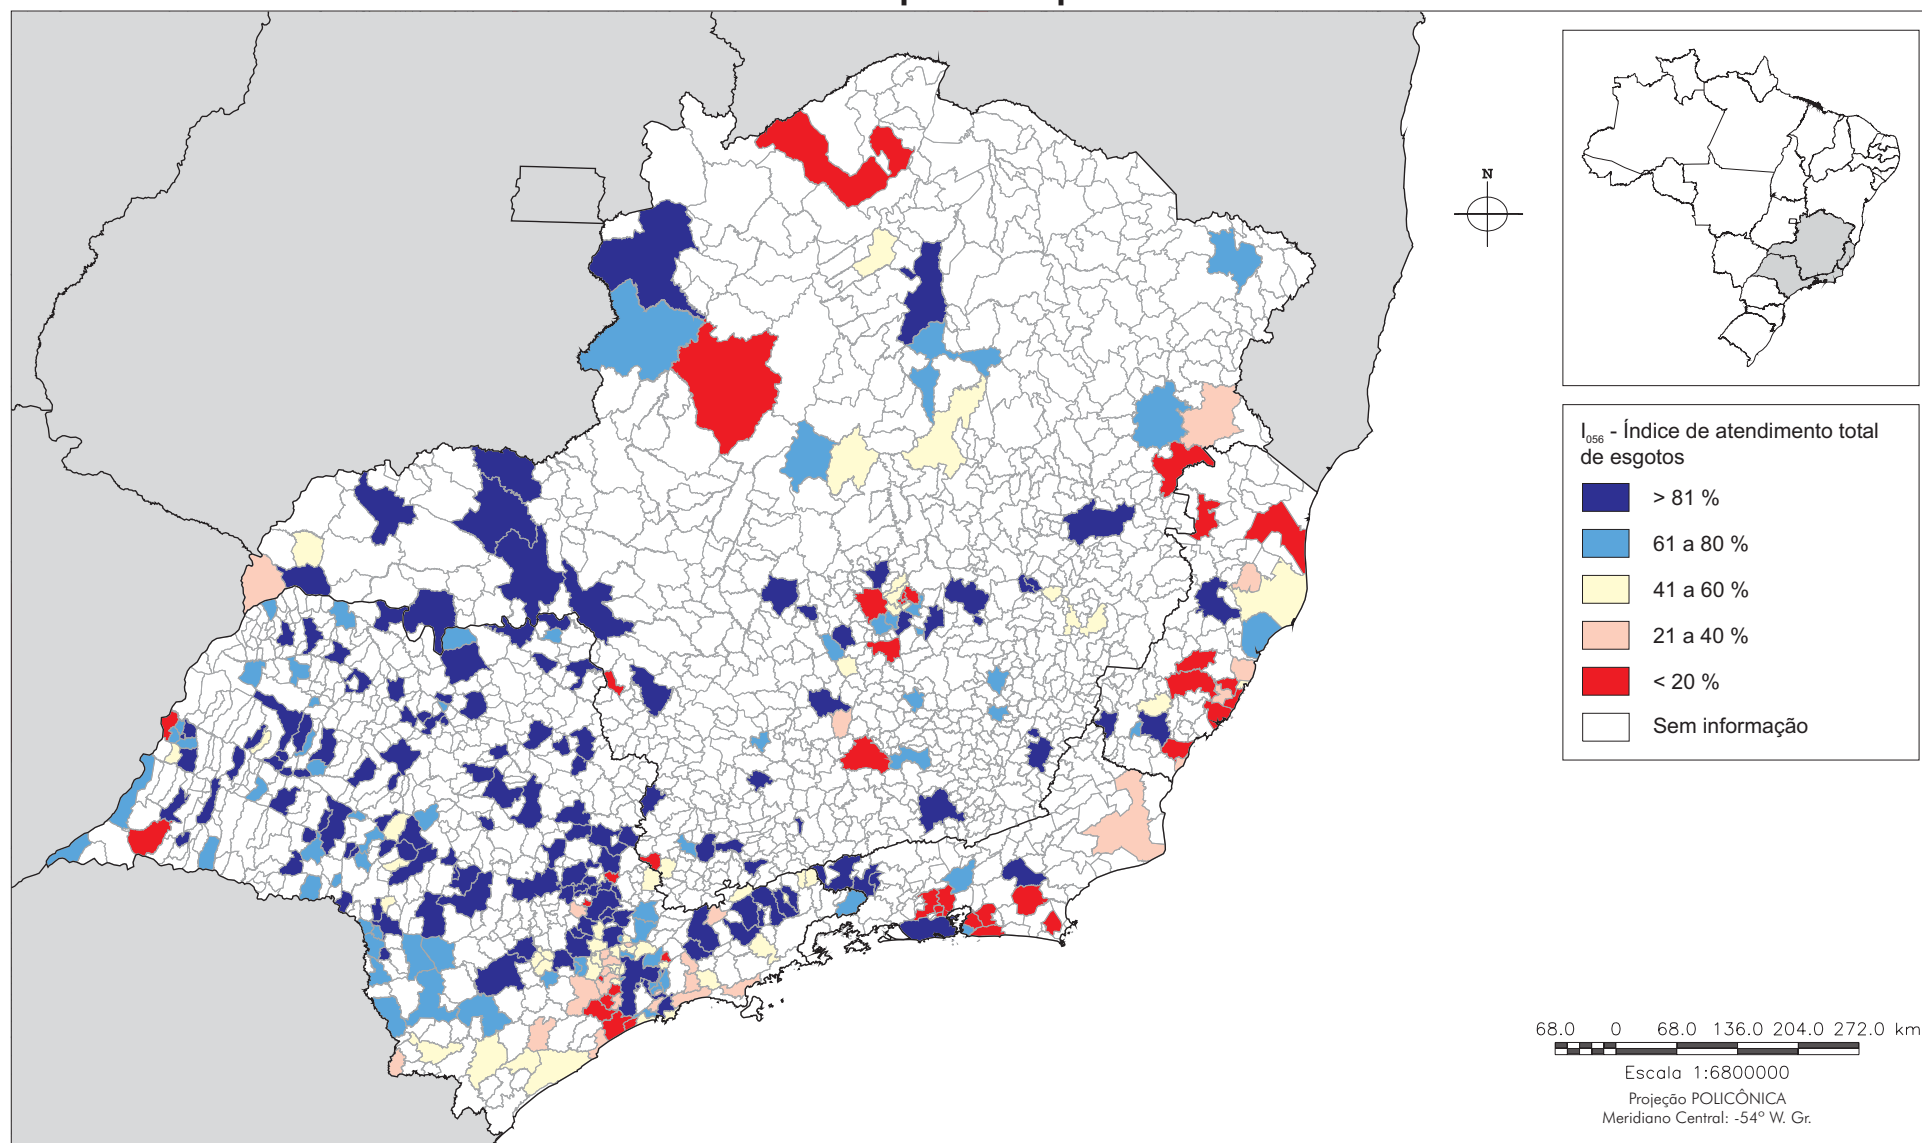 N
I056 - Índice de atendimento total
de esgotos
> 81 %
61 a 80 %
41 a 60 %
21 a 40 %
< 20 %
Sem informação
68.0 0 68.0 136.0 204.0 272.0 km
Escala 1:6800000
Projeção POLICÔNICA
Meridiano Central: -54° W. Gr.